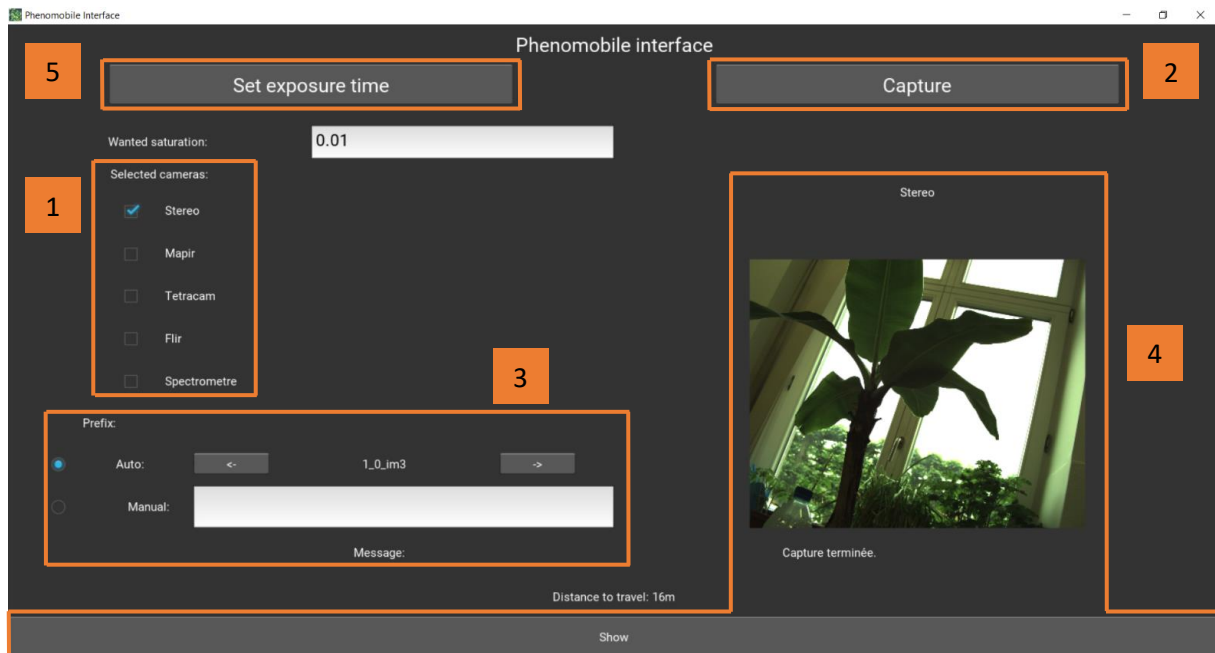 Phenomobile Interface
Phenomobile interface
5
Set exposure time
Capture
2
Wanted saturation:
0.01
1
Selected cameras:
Stereo
Mapir
Tetracam
Flir
Spectrometre
Stereo
4
3
Prefix:
Auto:
<-
1_0_im3
->
Manual:
Message:
Capture terminée.
Distance to travel: 16m
Show